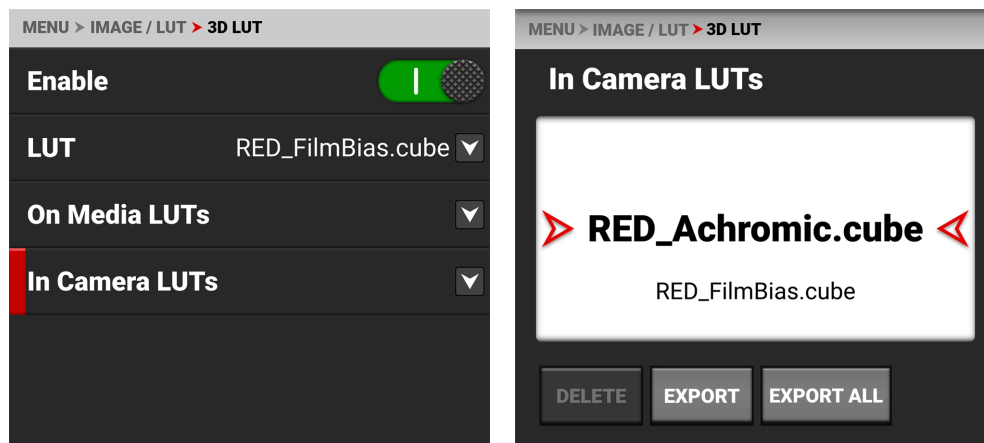 MENU > IMAGE / LUT > 3D LUT
Enable
LUT RED_FilmBias.cube
On Media LUTs
In Camera LUTs
MENU > IMAGE / LUT > 3D LUT
In Camera LUTs
RED_Achromic.cube
RED_FilmBias.cube
DELETE EXPORT EXPORT ALL